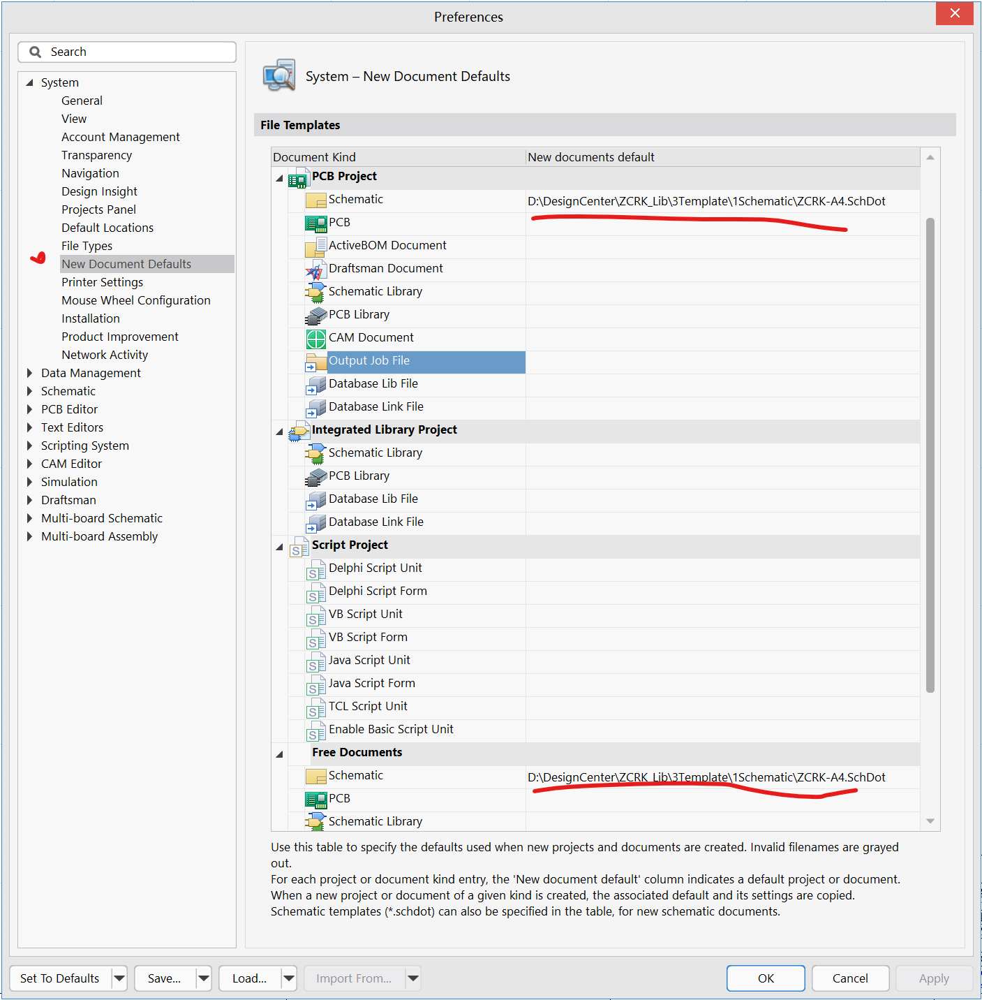 Preferences
Search
System
General
View
Account Management
Transparency
Navigation
Design Insight
Projects Panel
Default Locations
File Types
New Document Defaults
Printer Settings
Mouse Wheel Configuration
Installation
Product Improvement
Network Activity
Data Management
Schematic
PCB Editor
Text Editors
Scripting System
CAM Editor
Simulation
Draftsman
Multi-board Schematic
Multi-board Assembly
System – New Document Defaults
File Templates
Document Kind New documents default
PCB Project
Schematic D:\DesignCenter\ZCRK_Lib\3Template\1Schematic\ZCRK-A4.SchDot
PCB
ActiveBOM Document
Draftsman Document
Schematic Library
PCB Library
CAM Document
Output Job File
Database Lib File
Database Link File
Integrated Library Project
Schematic Library
PCB Library
Database Lib File
Database Link File
Script Project
Delphi Script Unit
Delphi Script Form
VB Script Unit
VB Script Form
Java Script Unit
Java Script Form
TCL Script Unit
Enable Basic Script Unit
Free Documents
Schematic D:\DesignCenter\ZCRK_Lib\3Template\1Schematic\ZCRK-A4.SchDot
PCB
Schematic Library
Use this table to specify the defaults used when new projects and documents are created. Invalid filenames are grayed
out.
For each project or document kind entry, the 'New document default' column indicates a default project or document.
When a new project or document of a given kind is created, the associated default and its settings are copied.
Schematic templates (*.schdot) can also be specified in the table, for new schematic documents.
Set To Defaults Save... Load... Import From... OK Cancel Apply